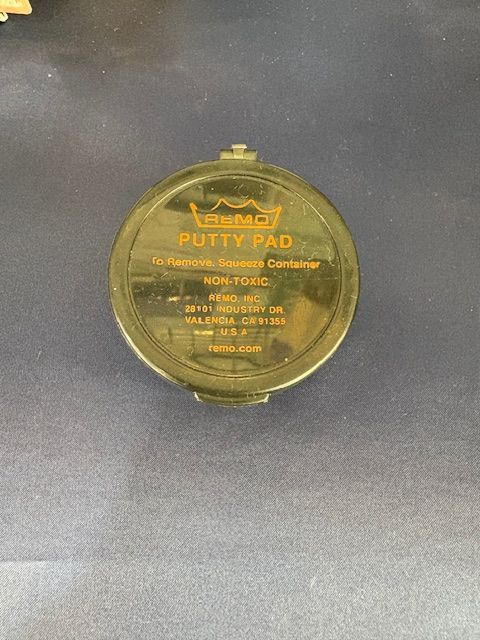 REMO
PUTTY PAD
To Remove, Squeeze Container
NON-TOXIC
REMO, INC
28101 INDUSTRY DR.
VALENCIA, CA 91355
U.S.A
remo.com